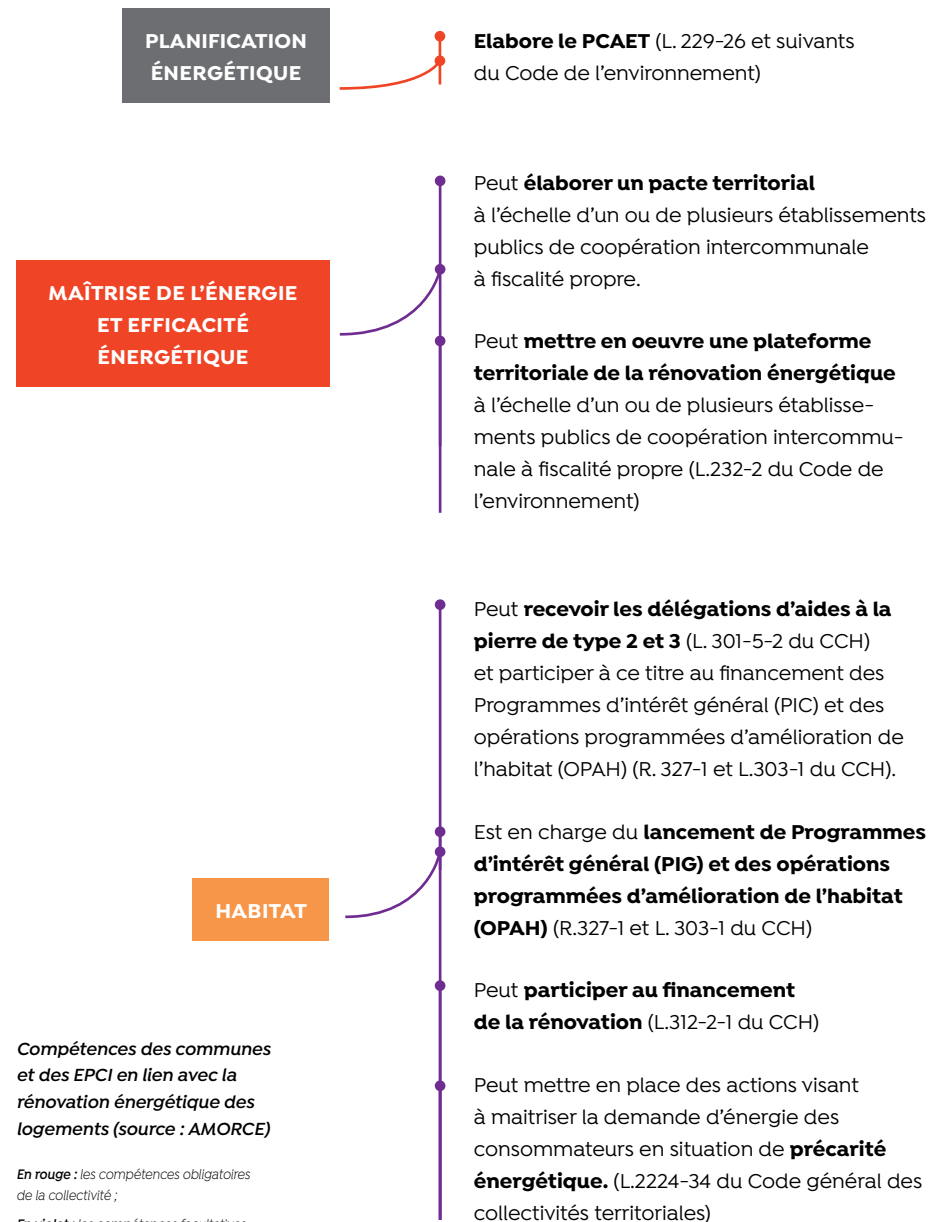 PLANIFICATION
ÉNERGÉTIQUE
Elabore le PCAET (L. 229-26 et suivants
du Code de l'environnement)
MAÎTRISE DE L'ÉNERGIE
ET EFFICACITÉ
ÉNERGÉTIQUE
Peut élaborer un pacte territorial
à l'échelle d'un ou de plusieurs établissements
publics de coopération intercommunale
à fiscalité propre.
Peut mettre en oeuvre une plateforme
territoriale de la rénovation énergétique
à l'échelle d'un ou de plusieurs établisse-
ments publics de coopération intercommu-
nale à fiscalité propre (L.232-2 du Code de
l'environnement)
HABITAT
Peut recevoir les délégations d'aides à la
pierre de type 2 et 3 (L. 301-5-2 du CCH)
et participer à ce titre au financement des
Programmes d'intérêt général (PIC) et des
opérations programmées d'amélioration de
l'habitat (OPAH) (R. 327-1 et L.303-1 du CCH).
Est en charge du lancement de Programmes
d'intérêt général (PIG) et des opérations
programmées d'amélioration de l'habitat
(OPAH) (R.327-1 et L. 303-1 du CCH)
Peut participer au financement
de la rénovation (L.312-2-1 du CCH)
Peut mettre en place des actions visant
à maitriser la demande d'énergie des
consommateurs en situation de précarité
énergétique. (L.2224-34 du Code général des
collectivités territoriales)
Compétences des communes
et des EPCI en lien avec la
rénovation énergétique des
logements (source : AMORCE)
En rouge : les compétences obligatoires
de la collectivité ;
En violet : les compétences facultatives